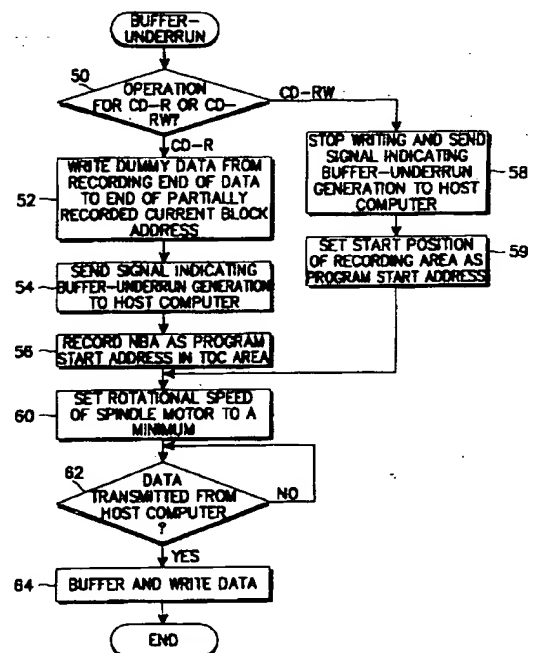 BUFFER-
UNDERRUN
50
OPERATION
FOR CD-R OR CD-
RW?
CD-RW
CD-R
52
WRITE DUMMY DATA FROM
RECORDING END OF DATA
TO END OF PARTIALLY
RECORDED CURRENT BLOCK
ADDRESS
STOP WRITING AND SEND
SIGNAL INDICATING
BUFFER-UNDERRUN
GENERATION TO HOST
COMPUTER
58
54
SEND SIGNAL INDICATING
BUFFER-UNDERRUN GENERATION
TO HOST COMPUTER
SET START POSITION
OF RECORDING AREA AS
PROGRAM START ADDRESS
59
56
RECORD NBA AS PROGRAM
START ADDRESS IN TOC AREA
60
SET ROTATIONAL SPEED
OF SPINDLE MOTOR TO A
MINIMUM
62
DATA
TRANSMITTED FROM
HOST COMPUTER
?
NO
YES
64
BUFFER AND WRITE DATA
END